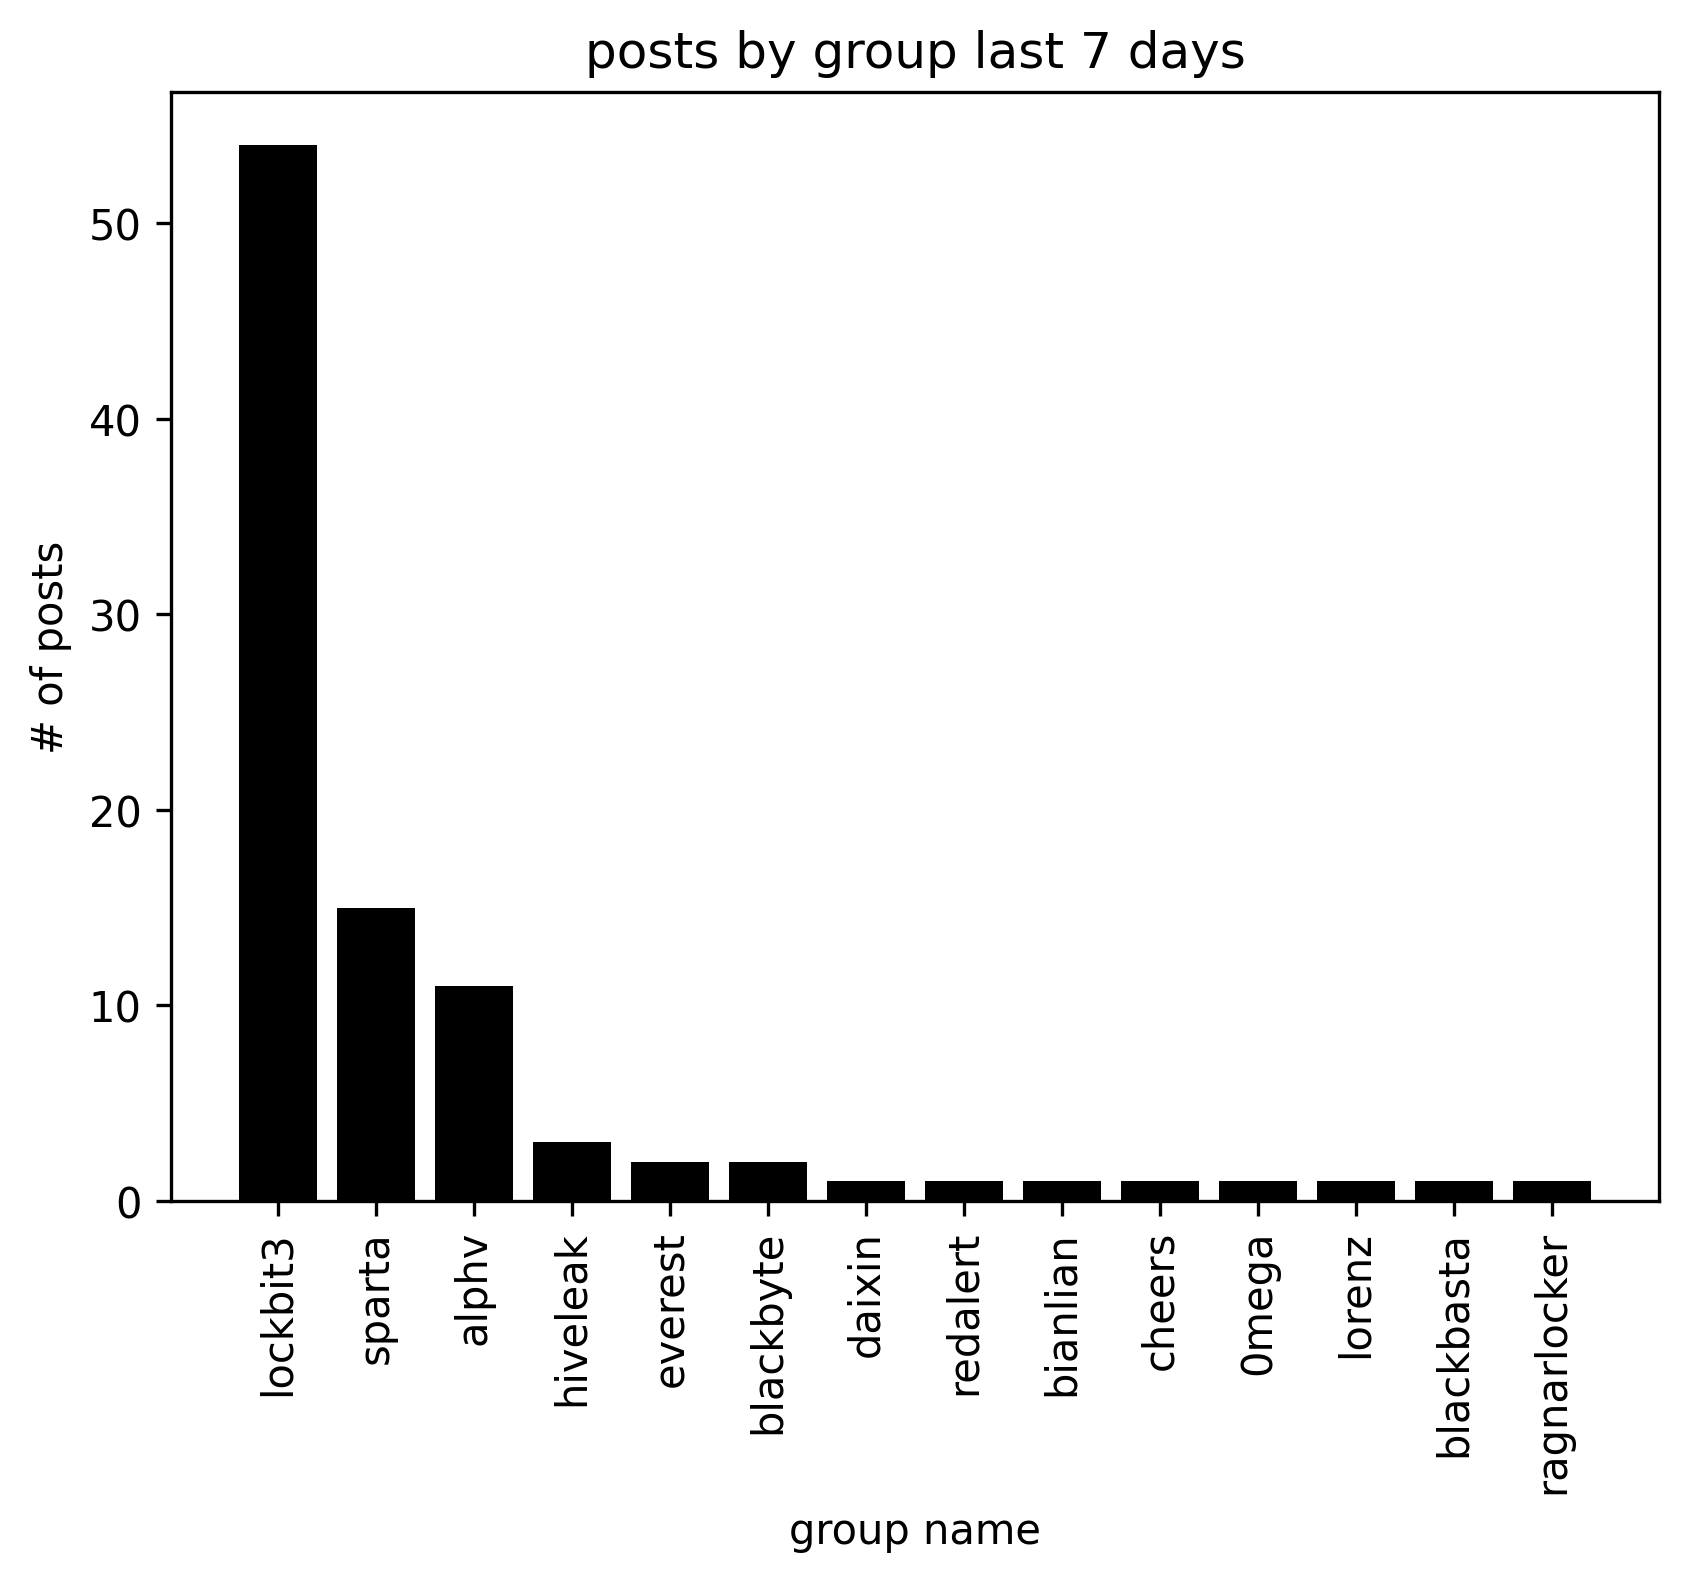 posts by group last 7 days
# of posts
50
40
30
20
10
0
lockbit3
sparta
alphv
hiveleak
everest
blackbyte
daixin
redalert
bianlian
cheers
0mega
lorenz
blackbasta
ragnarlocker
group name